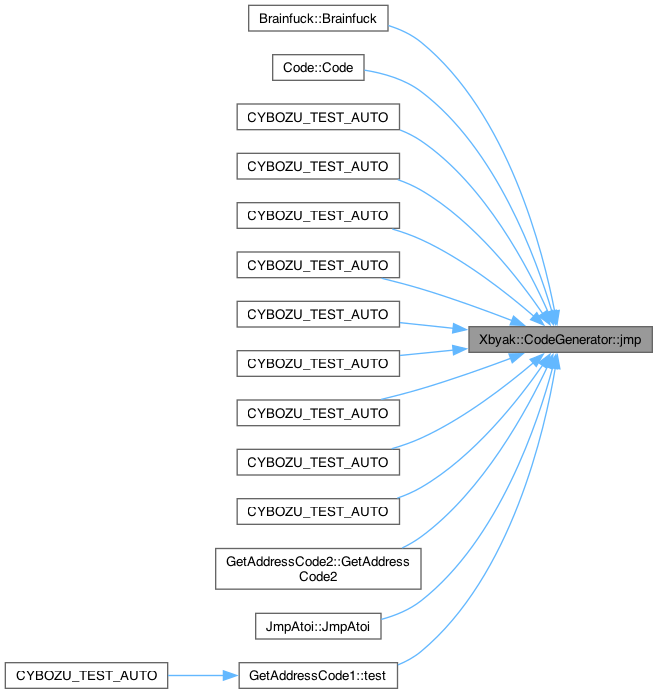 Brainfuck::Brainfuck
Code::Code
CYBOZU_TEST_AUTO
CYBOZU_TEST_AUTO
CYBOZU_TEST_AUTO
CYBOZU_TEST_AUTO
CYBOZU_TEST_AUTO
Xbyak::CodeGenerator::jmp
CYBOZU_TEST_AUTO
CYBOZU_TEST_AUTO
CYBOZU_TEST_AUTO
CYBOZU_TEST_AUTO
GetAddressCode2::GetAddress
Code2
JmpAtoi::JmpAtoi
CYBOZU_TEST_AUTO
GetAddressCode1::test